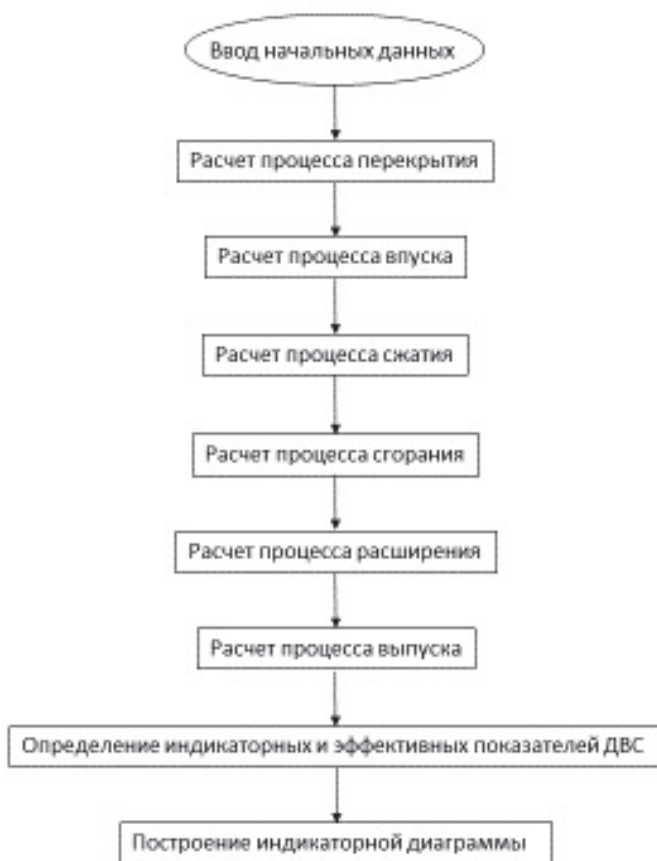 Ввод начальных данных
Расчет процесса перекрытия
Расчет процесса впуска
Расчет процесса сжатия
Расчет процесса сгорания
Расчет процесса расширения
Расчет процесса выпуска
Определение индикаторных и эффективных показателей ДВС
Построение индикаторной диаграммы